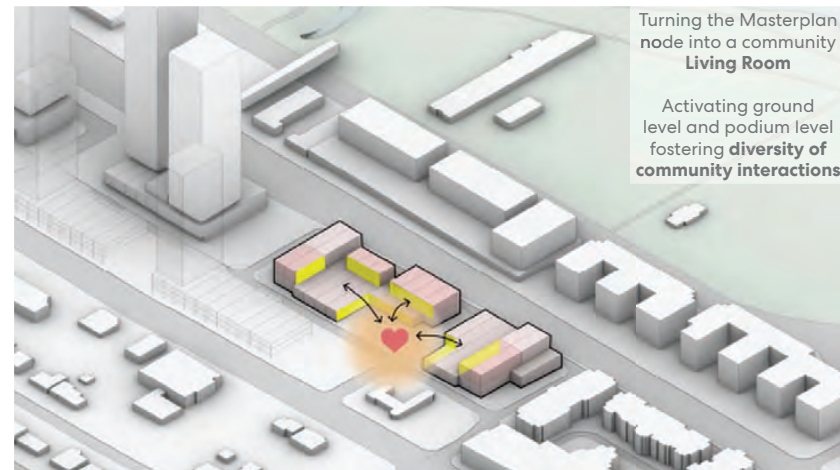 Turning the Masterplan
node into a community
Living Room
Activating ground
level and podium level
fostering diversity of
community interactions